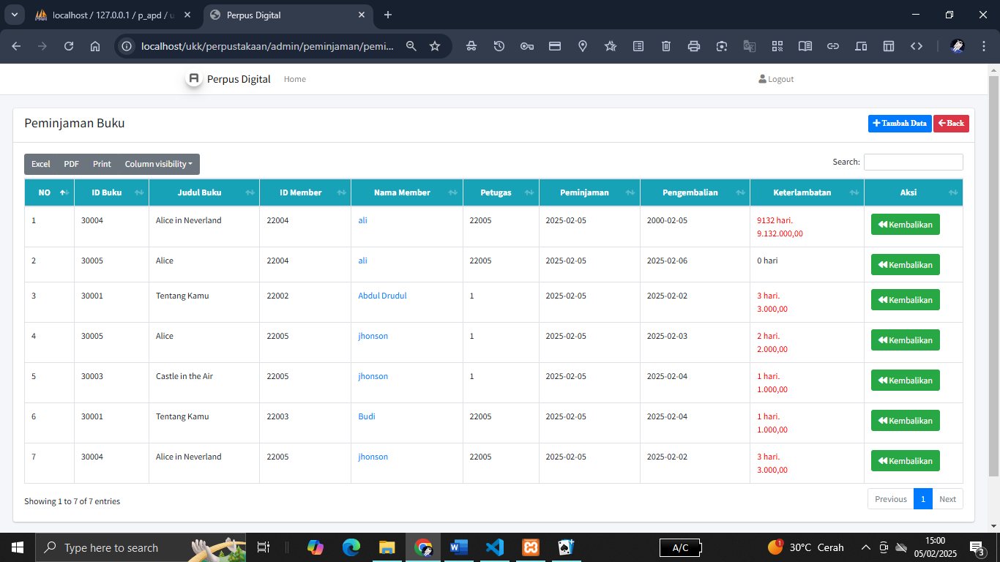 localhost / 127.0.0.1 / p_apd / u
Perpus Digital
localhost/ukk/perpustakaan/admin/peminjaman/pemi...
Perpus Digital Home Logout
Peminjaman Buku
Tambah Data Back
Excel PDF Print Column visibility
Search:
NO ID Buku Judul Buku ID Member Nama Member Petugas Peminjaman Pengembalian Keterlambatan Aksi
1 30004 Alice in Neverland 22004 ali 22005 2025-02-05 2000-02-05 9132 hari.
9.132.000,00
Kembalikan
2 30005 Alice 22004 ali 22005 2025-02-05 2025-02-06 0 hari
Kembalikan
3 30001 Tentang Kamu 22002 Abdul Drudul 1 2025-02-05 2025-02-02 3 hari.
3.000,00
Kembalikan
4 30005 Alice 22005 jhonson 1 2025-02-05 2025-02-03 2 hari.
2.000,00
Kembalikan
5 30003 Castle in the Air 22005 jhonson 1 2025-02-05 2025-02-04 1 hari.
1.000,00
Kembalikan
6 30001 Tentang Kamu 22003 Budi 22005 2025-02-05 2025-02-04 1 hari.
1.000,00
Kembalikan
7 30004 Alice in Neverland 22005 jhonson 22005 2025-02-05 2025-02-02 3 hari.
3.000,00
Kembalikan
Showing 1 to 7 of 7 entries
Previous 1 Next
Type here to search
A/C
1
30°C Cerah
15:00
05/02/2025
3